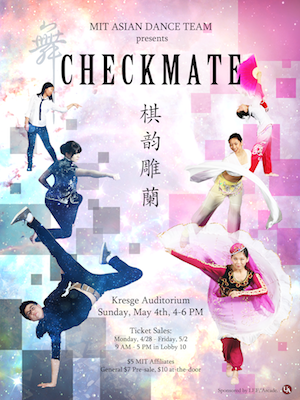 MIT ASIAN DANCE TEAM
presents
舞
CHECKMATE
棋韵雕蘭
Kresge Auditorium
Sunday, May 4th, 4-6 PM
Ticket Sales:
Monday, 4/28 - Friday, 5/2
9 AM - 5 PM in Lobby 10
$5 MIT Affiliates
General $7 Pre-sale, $10 at-the-door
Sponsored by